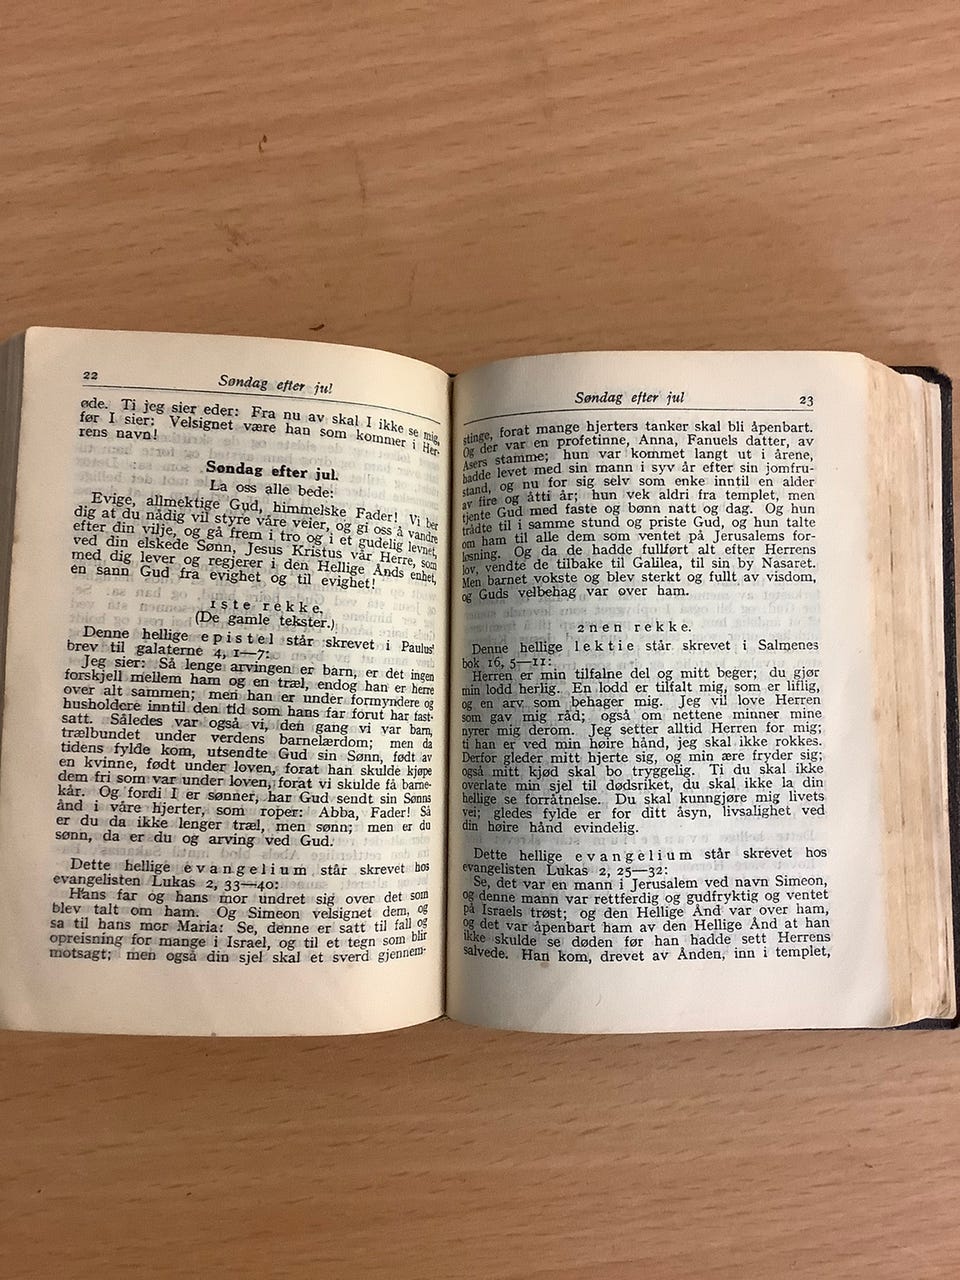 22
Søndag efter jul
øde. Ti jeg sier eder: Fra nu av skal I ikke se mig,
før I sier: Velsignet være han som kommer i Her-
rens navn!
Søndag efter jul.
La oss alle bede:
Evige, allmektige Gud, himmelske Fader! Vi ber
dig at du nådig vil styre våre veier, og gi oss å vandre
efter din vilje, og gå frem i tro og i et gudelig levnet,
ved din elskede Sønn, Jesus Kristus vår Herre, som
med dig lever og regjerer i den Hellige Ånds enhet,
en sann Gud fra evighet og til evighet!
1ste rekke.
(De gamle tekster.)
Denne hellige epistel står skrevet i Paulus'
brev til galaterne 4, 1—7:
Jeg sier: Så lenge arvingen er barn, er det ingen
forskjell mellem ham og en træl, endog han er herre
over alt sammen; men han er under formyndere og
husholdere inntil den tid som hans far forut har fast-
satt. Således var også vi, den gang vi var barn,
trælbundet under verdens barnelærdom; men da
tidens fylde kom, utsendte Gud sin Sønn, født av
en kvinne, født under loven, forat han skulde kjøpe
dem fri som var under loven, forat vi skulde få barne-
kår. Og fordi I er sønner, har Gud sendt sin Sønns
ånd i våre hjerter, som roper: Abba, Fader! Så
er du da ikke lenger træl, men sønn; men er du
sønn, da er du og arving ved Gud.
Dette hellige evangelium står skrevet hos
evangelisten Lukas 2, 33—40:
Hans far og hans mor undret sig over det som
blev talt om ham. Og Simeon velsignet dem, og
sa til hans mor Maria: Se, denne er satt til fall og
opreisning for mange i Israel, og til et tegn som blir
motsagt; men også din sjel skal et sverd gjennem-
Søndag efter jul
23
stinge, forat mange hjerters tanker skal bli åpenbart.
Og der var en profetinne, Anna, Fanuels datter, av
Asers stamme; hun var kommet langt ut i årene,
hadde levet med sin mann i syv år efter sin jomfru-
stand, og nu for sig selv som enke inntil en alder
av fire og åtti år; hun vek aldri fra templet, men
tjente Gud med faste og bønn natt og dag. Og hun
trådte til i samme stund og priste Gud, og hun talte
om ham til alle dem som ventet på Jerusalems for-
løsning. Og da de hadde fullført alt efter Herrens
lov, vendte de tilbake til Galilea, til sin by Nasaret.
Men barnet vokste og blev sterkt og fullt av visdom,
og Guds velbehag var over ham.
2nen rekke.
Denne hellige lektie står skrevet i Salmenes
bok 16, 5—11:
Herren er min tilfalne del og mitt beger; du gjør
min lodd herlig. En lodd er tilfalt mig, som er liflig,
og en arv som behager mig. Jeg vil love Herren
som gav mig råd; også om nettene minner mine
nyrer mig derom. Jeg setter alltid Herren for mig;
ti han er ved min høire hånd, jeg skal ikke rokkes.
Derfor gleder mitt hjerte sig, og min ære fryder sig;
også mitt kjød skal bo tryggelig. Ti du skal ikke
overlate min sjel til dødsriket, du skal ikke la din
hellige se forråtnelse. Du skal kunngjøre mig livets
vei; gledes fylde er for ditt åsyn, livsalighet ved
din høire hånd evindelig.
Dette hellige evangelium står skrevet hos
evangelisten Lukas 2, 25—32:
Se, det var en mann i Jerusalem ved navn Simeon,
og denne mann var rettferdig og gudfryktig og ventet
på Israels trøst; og den Hellige Ånd var over ham,
og det var åpenbart ham av den Hellige Ånd at han
ikke skulde se døden før han hadde sett Herrens
salvede. Han kom, drevet av Ånden, inn i templet,